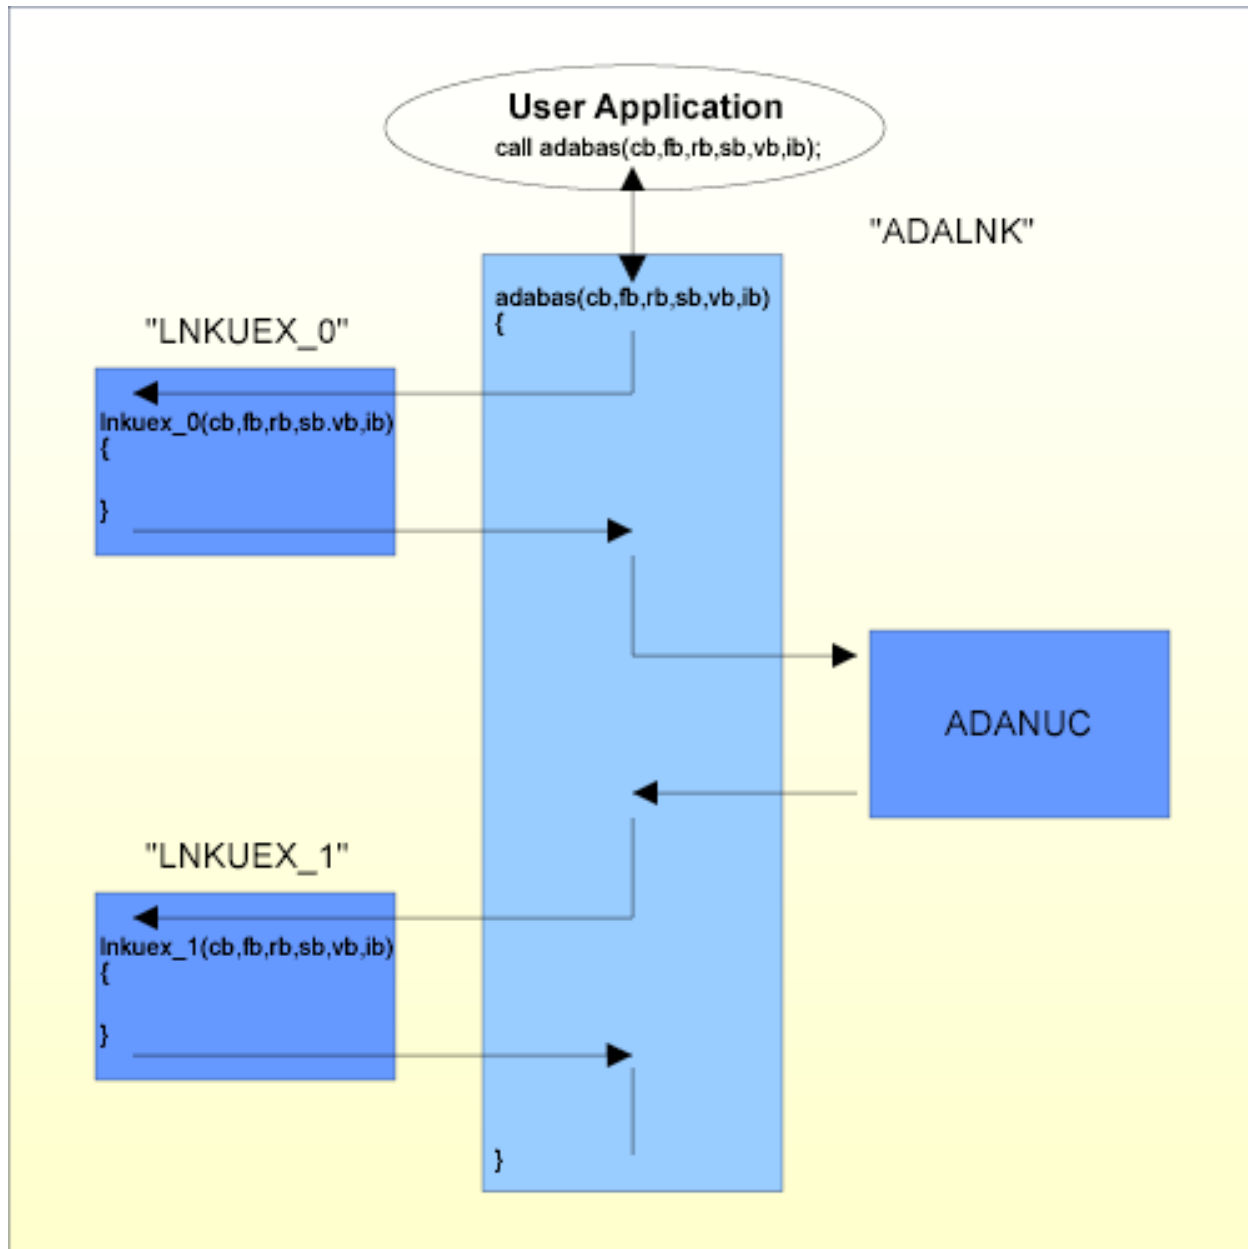 User Application
call adabas(cb,fb,rb,sb,vb,ib);
"ADALNK"
adabas(cb,fb,rb,sb,vb,ib)
{
"LNKUEX_0"
lnkuex_0(cb,fb,rb,sb.vb,ib)
{
}
ADANUC
"LNKUEX_1"
lnkuex_1(cb,fb,rb,sb,vb,ib)
{
}
}